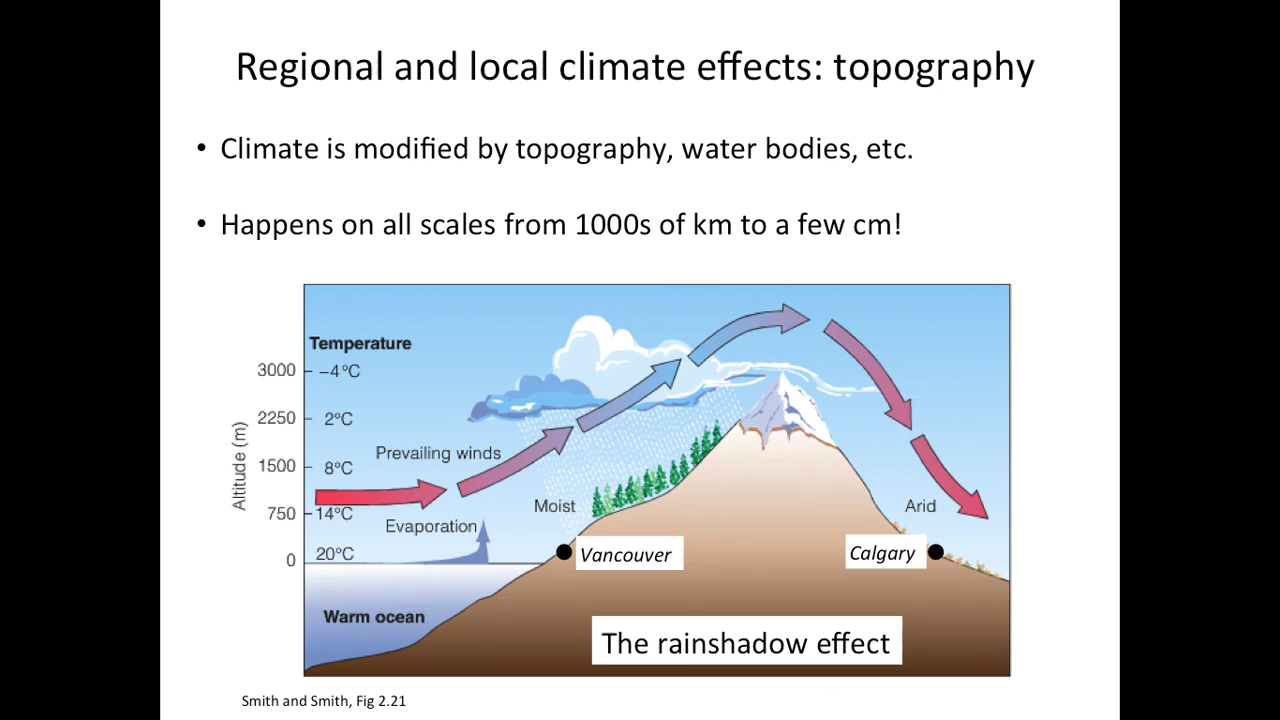 Regional and local climate effects: topography
• Climate is modified by topography, water bodies, etc.
• Happens on all scales from 1000s of km to a few cm!
Temperature
3000 −4°C
2250 2°C
Altitude (m)
Prevailing winds
1500 8°C
Moist
Arid
750 14°C
Evaporation
0 20°C
Vancouver
Calgary
Warm ocean
The rainshadow effect
Smith and Smith, Fig 2.21